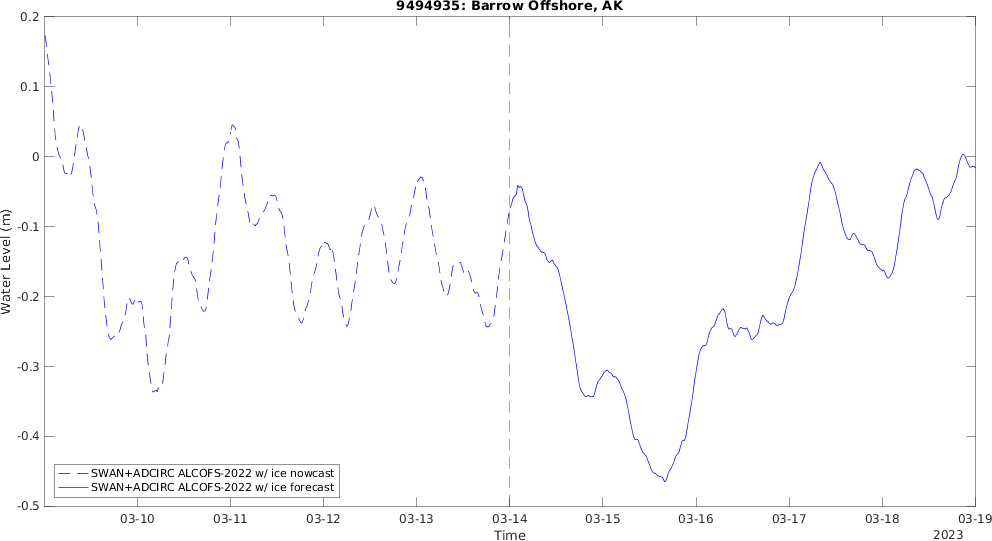 9494935: Barrow Offshore, AK
0.2
0.1
0
-0.1
-0.2
-0.3
-0.4
-0.5
Water Level (m)
SWAN+ADCIRC ALCOFS-2022 w/ ice nowcast
SWAN+ADCIRC ALCOFS-2022 w/ ice forecast
03-10 03-11 03-12 03-13 03-14 03-15 03-16 03-17 03-18 03-19
Time
2023